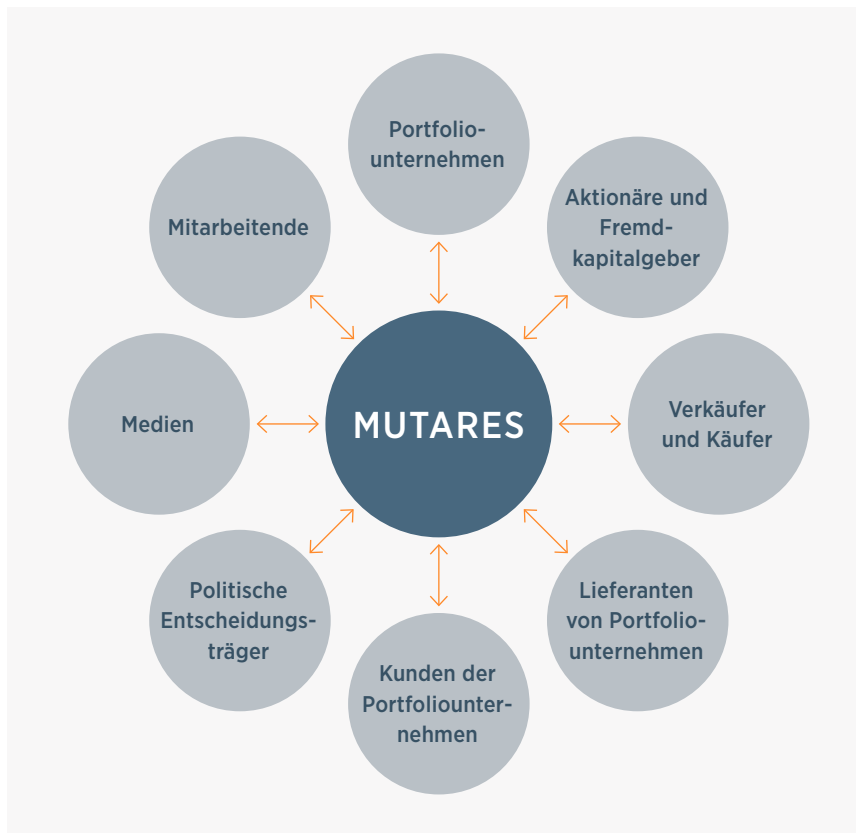 Portfolio-
unternehmen
Aktionäre und
Fremd-
kapitalgeber
Mitarbeitende
Medien
MUTARES
Verkäufer
und Käufer
Politische
Entscheidungs-
träger
Lieferanten
von Portfolio-
unternehmen
Kunden der
Portfoliounter-
nehmen